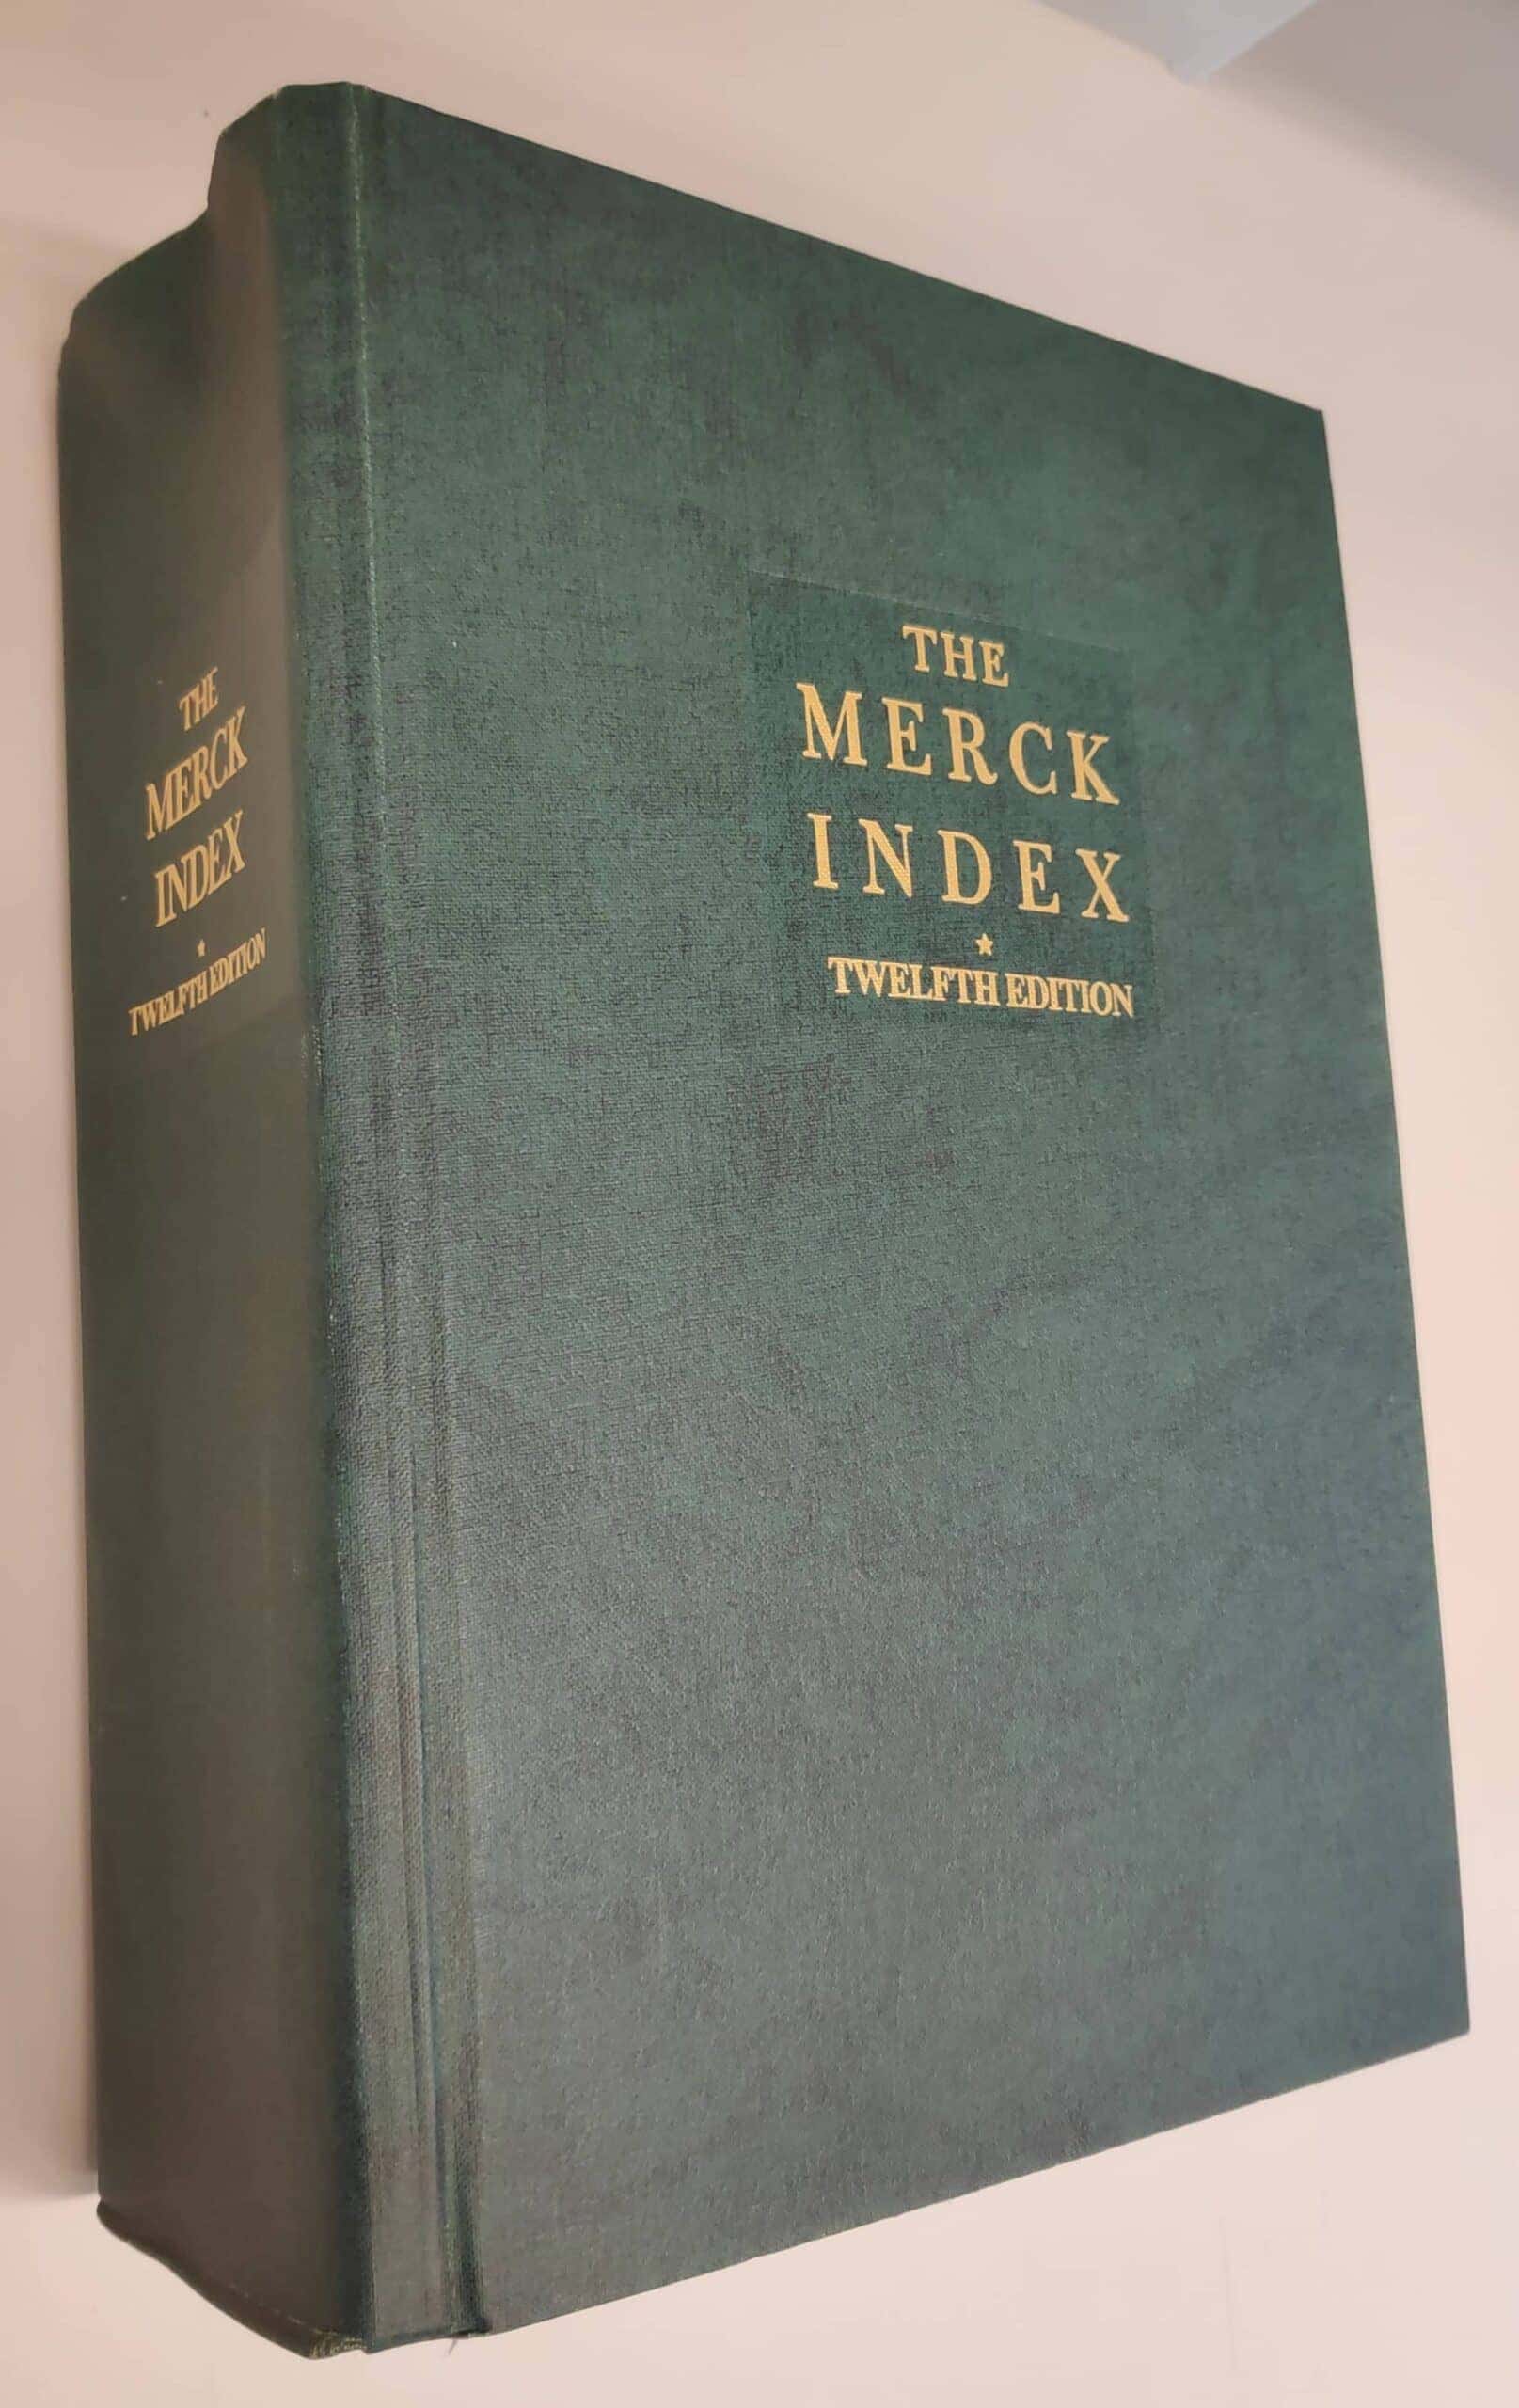 THE
MERCK
INDEX
★
TWELFTH EDITION
THE
MERCK
INDEX
★
TWELFTH EDITION